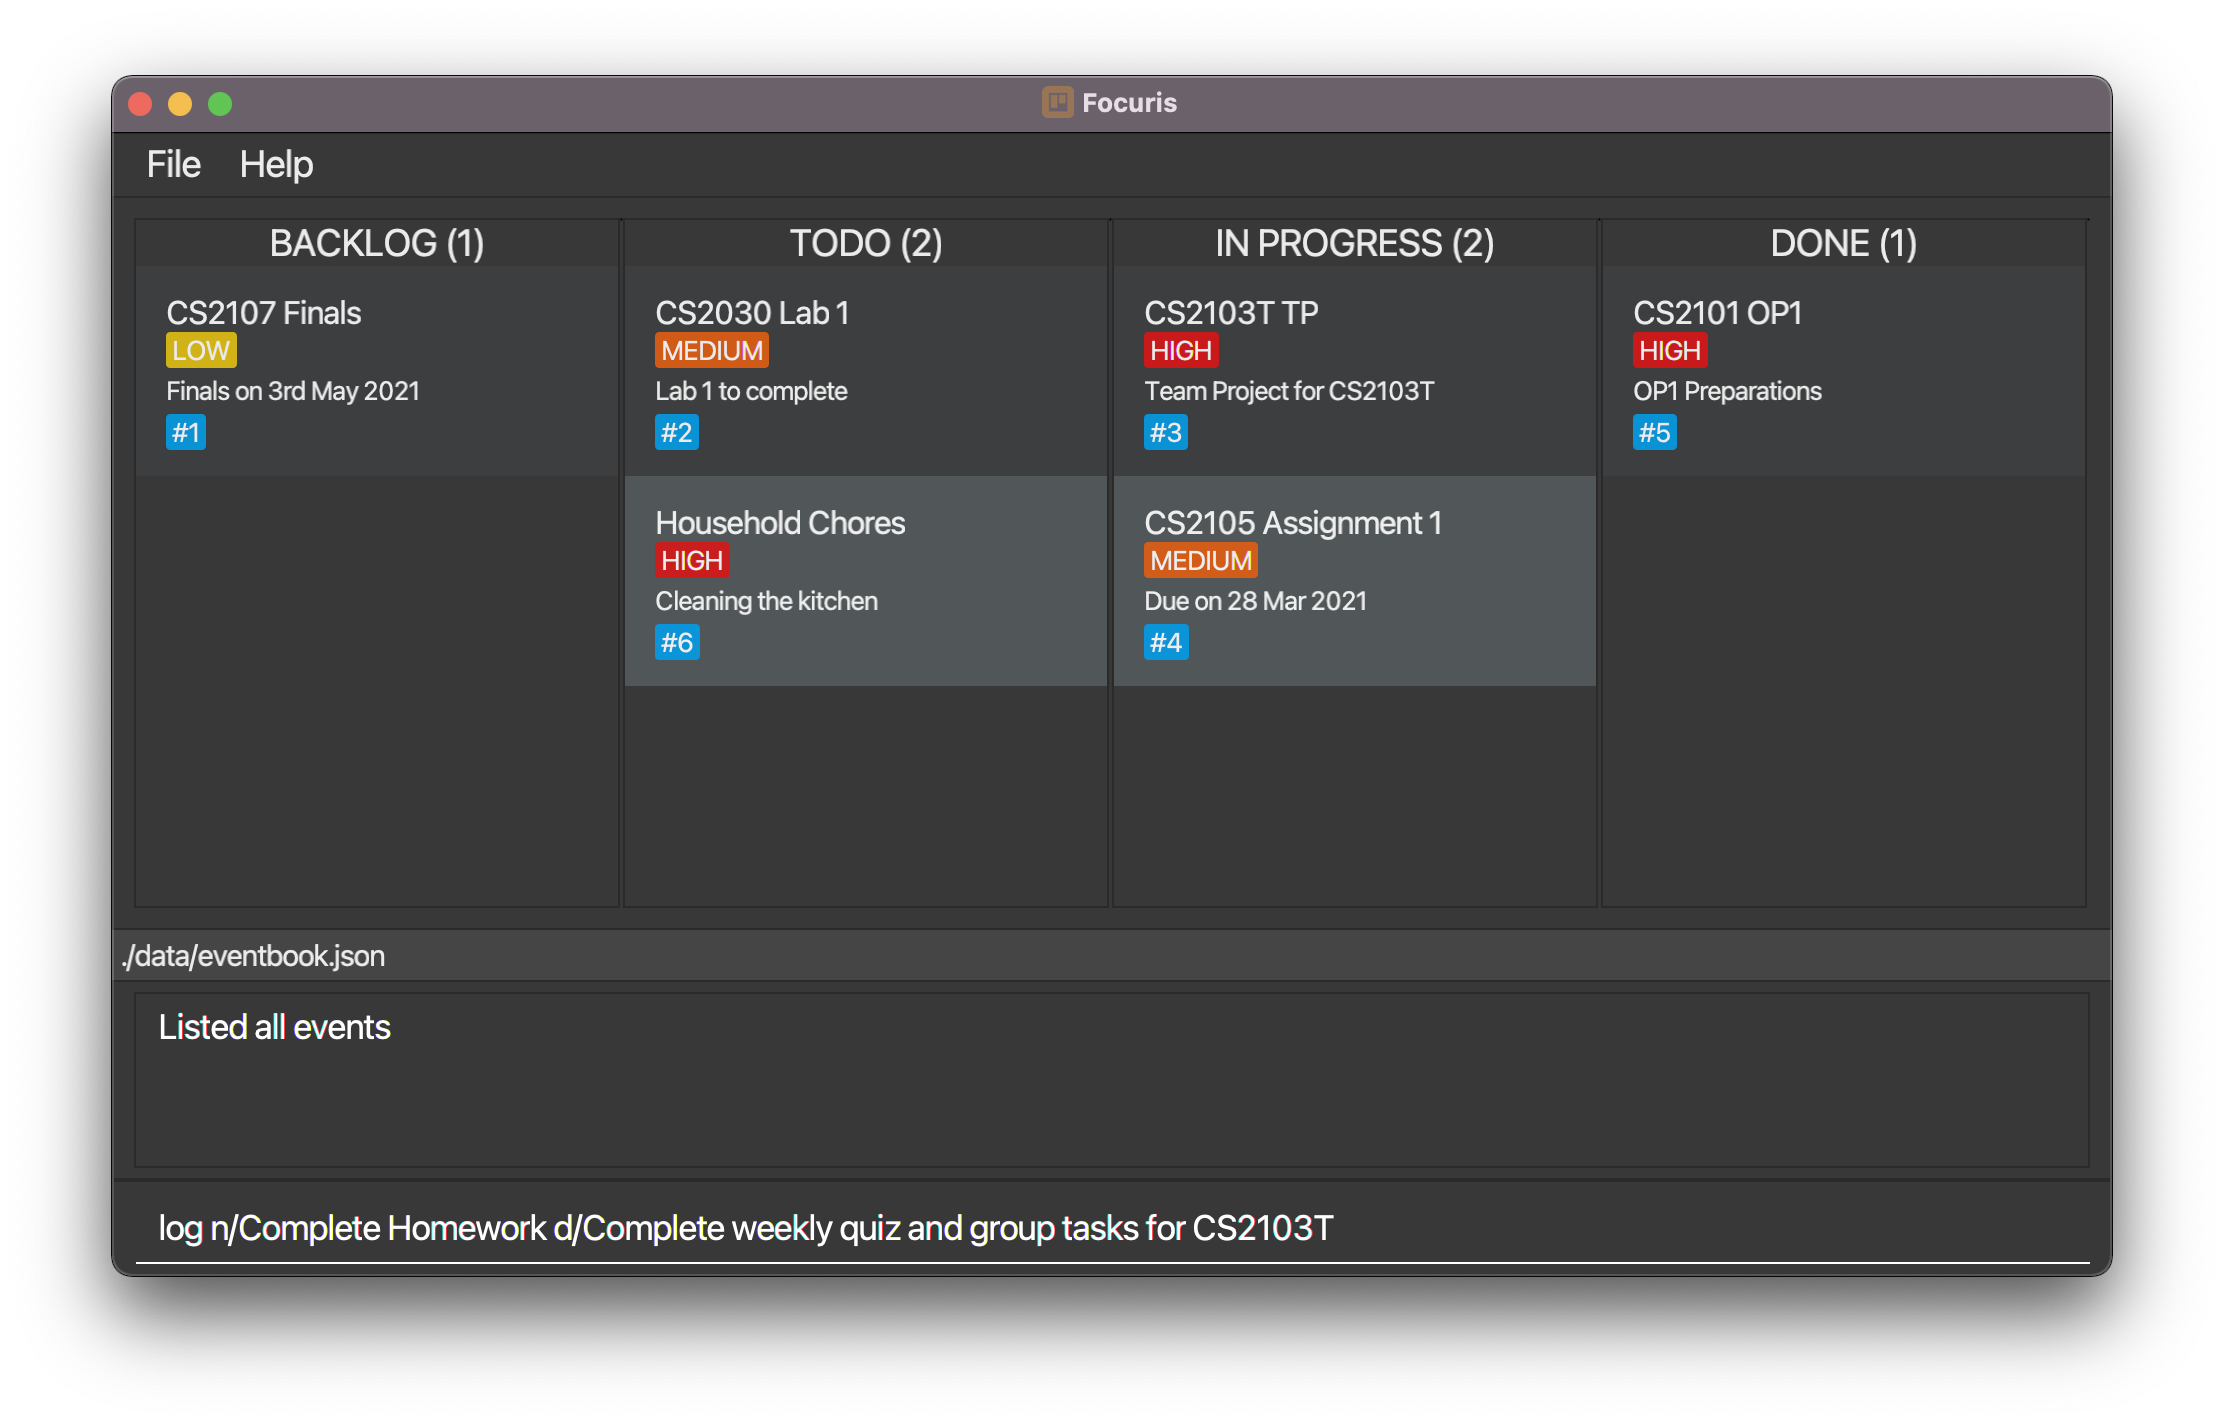 Focuris
File Help
BACKLOG (1)
CS2107 Finals
LOW
Finals on 3rd May 2021
#1
TODO (2)
CS2030 Lab 1
MEDIUM
Lab 1 to complete
#2
Household Chores
HIGH
Cleaning the kitchen
#6
IN PROGRESS (2)
CS2103T TP
HIGH
Team Project for CS2103T
#3
CS2105 Assignment 1
MEDIUM
Due on 28 Mar 2021
#4
DONE (1)
CS2101 OP1
HIGH
OP1 Preparations
#5
./data/eventbook.json
Listed all events
log n/Complete Homework d/Complete weekly quiz and group tasks for CS2103T